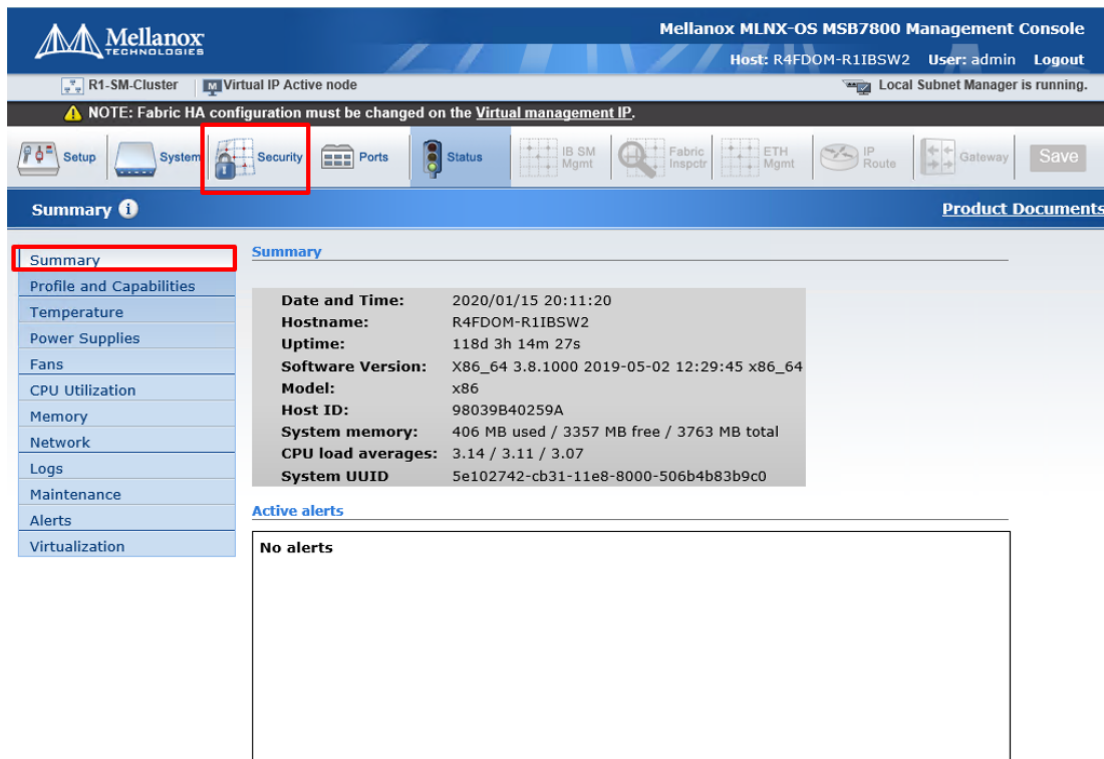 Mellanox
TECHNOLOGIES
Mellanox MLNX-OS MSB7800 Management Console
Host: R4FDOM-R1IBSW2 User: admin Logout
R1-SM-Cluster M Virtual IP Active node Local Subnet Manager is running.
NOTE: Fabric HA configuration must be changed on the Virtual management IP.
Setup System Security Ports Status IB SM Mgmt Fabric Inspctr ETH Mgmt IP Route Gateway Save
Summary i Product Documents
Summary
Profile and Capabilities
Temperature
Power Supplies
Fans
CPU Utilization
Memory
Network
Logs
Maintenance
Alerts
Virtualization
Summary
Date and Time: 2020/01/15 20:11:20
Hostname: R4FDOM-R1IBSW2
Uptime: 118d 3h 14m 27s
Software Version: X86_64 3.8.1000 2019-05-02 12:29:45 x86_64
Model: x86
Host ID: 98039B40259A
System memory: 406 MB used / 3357 MB free / 3763 MB total
CPU load averages: 3.14 / 3.11 / 3.07
System UUID 5e102742-cb31-11e8-8000-506b4b83b9c0
Active alerts
No alerts